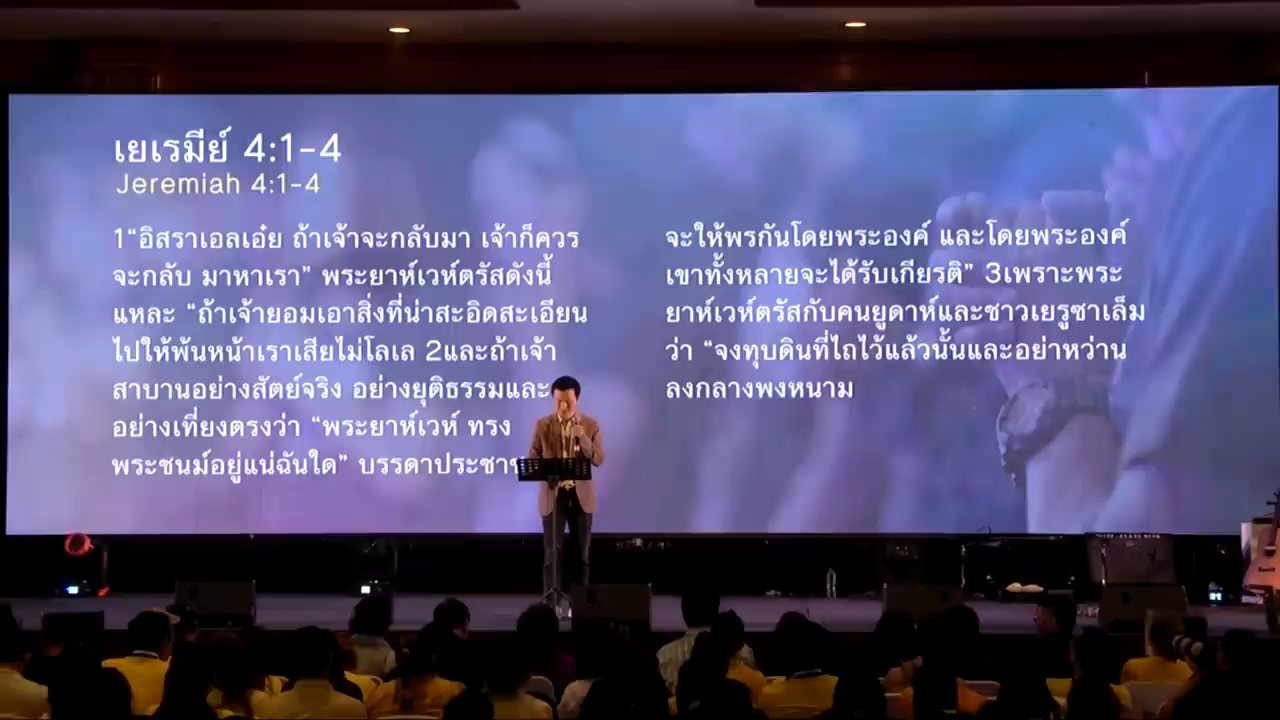 เยเรมีย์ 4:1-4
Jeremiah 4:1-4
1“อิสราเอลเอ๋ย ถ้าเจ้าจะกลับมา เจ้าก็ควร
จะกลับ มาหาเรา” พระยาห์เวห์ตรัสดังนี้
แหละ “ถ้าเจ้ายอมเอาสิ่งที่น่าสะอิดสะเอียน
ไปให้พ้นหน้าเราเสียไม่โลเล 2และถ้าเจ้า
สาบานอย่างสัตย์จริง อย่างยุติธรรมและ
อย่างเที่ยงตรงว่า “พระยาห์เวห์ ทรง
พระชนม์อยู่แน่ฉันใด” บรรดาประชาช
จะให้พรกันโดยพระองค์ และโดยพระองค์
เขาทั้งหลายจะได้รับเกียรติ” 3เพราะพระ
ยาห์เวห์ตรัสกับคนยูดาห์และชาวเยรูซาเล็ม
ว่า “จงทุบดินที่ไถไว้แล้วนั้นและอย่าหว่าน
ลงกลางพงหนาม